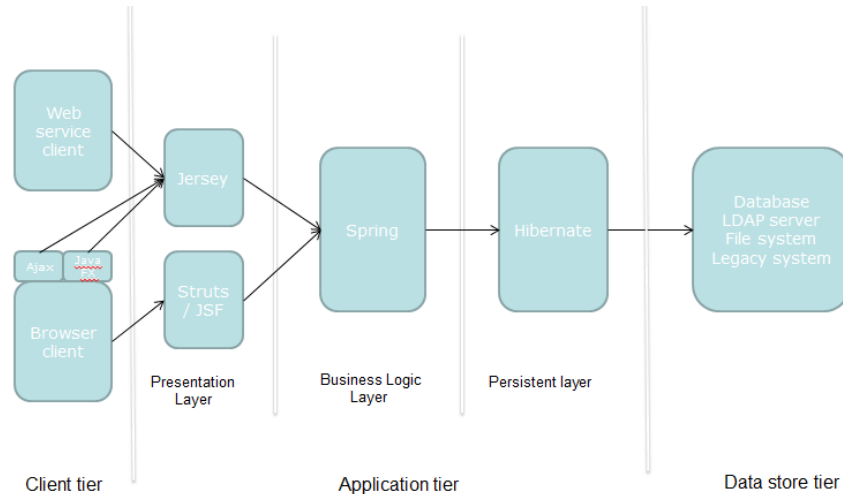 Web
service
client
Jersey
Spring
Hibernate
Database
LDAP server
File system
Legacy system
Ajax
Java
FX
Browser
client
Struts
/ JSF
Presentation
Layer
Business Logic
Layer
Persistent layer
Client tier
Application tier
Data store tier